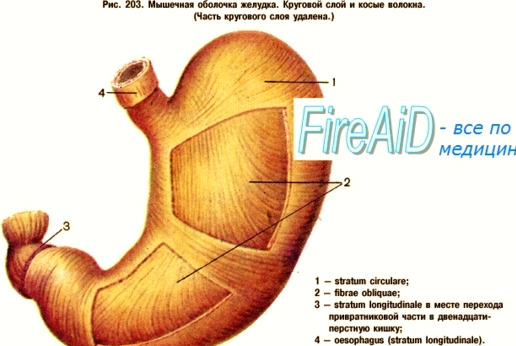 Рис. 203. Мышечная оболочка желудка. Круговой слой и косые волокна.
(Часть кругового слоя удалена.)
4
1
FireAiD - все по
медицин
2
3
1 — stratum circulare;
2 — fibrae obliquae;
3 — stratum longitudinale в месте перехода
привратниковой части в двенадцати-
перстную кишку;
4 — oesophagus (stratum longitudinale).